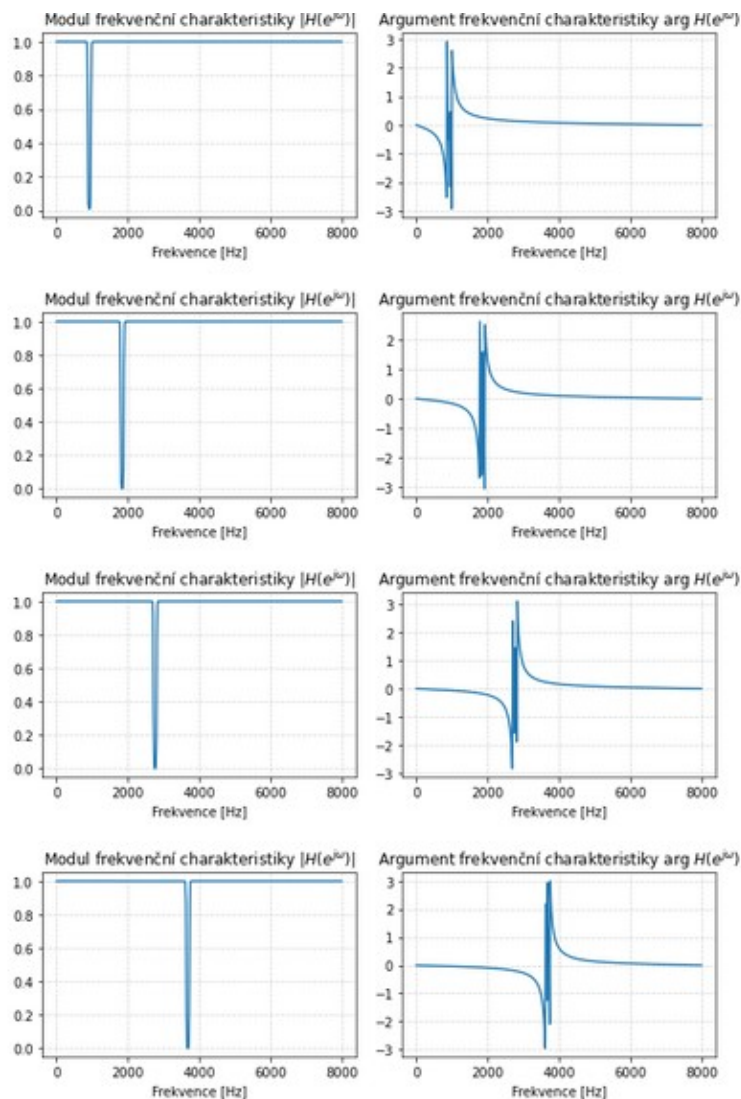 Modul frekvenční charakteristiky |H(e^jω)|
1.0
0.8
0.6
0.4
0.2
0.0
0 2000 4000 6000 8000
Frekvence [Hz]
Argument frekvenční charakteristiky arg H(e^jω)
3
2
1
0
−1
−2
−3
0 2000 4000 6000 8000
Frekvence [Hz]
Modul frekvenční charakteristiky |H(e^jω)|
1.0
0.8
0.6
0.4
0.2
0.0
0 2000 4000 6000 8000
Frekvence [Hz]
Argument frekvenční charakteristiky arg H(e^jω)
2
1
0
−1
−2
−3
0 2000 4000 6000 8000
Frekvence [Hz]
Modul frekvenční charakteristiky |H(e^jω)|
1.0
0.8
0.6
0.4
0.2
0.0
0 2000 4000 6000 8000
Frekvence [Hz]
Argument frekvenční charakteristiky arg H(e^jω)
3
2
1
0
−1
−2
−3
0 2000 4000 6000 8000
Frekvence [Hz]
Modul frekvenční charakteristiky |H(e^jω)|
1.0
0.8
0.6
0.4
0.2
0.0
0 2000 4000 6000 8000
Frekvence [Hz]
Argument frekvenční charakteristiky arg H(e^jω)
3
2
1
0
−1
−2
−3
0 2000 4000 6000 8000
Frekvence [Hz]